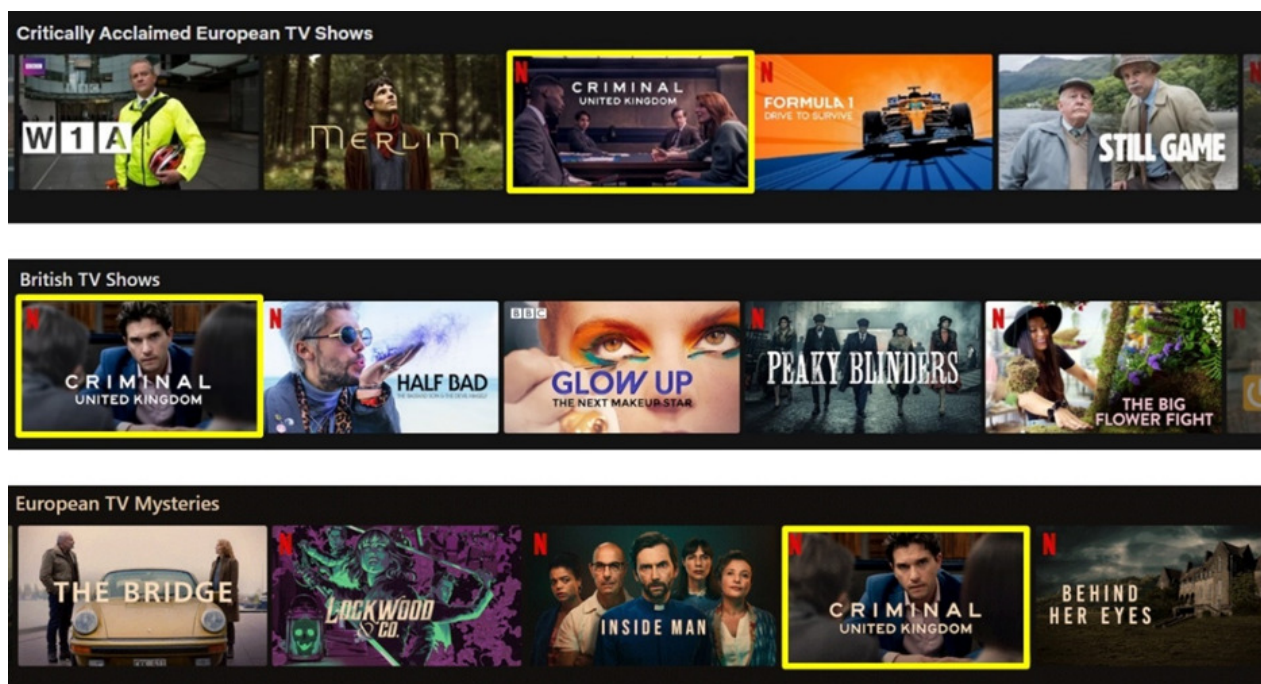 Critically Acclaimed European TV Shows
W1A
MERLIN
N
CRIMINAL
UNITED KINGDOM
N
FORMULA 1
DRIVE TO SURVIVE
STILL GAME
British TV Shows
N
CRIMINAL
UNITED KINGDOM
N
HALF BAD
BBC
GLOW UP
THE NEXT MAKEUP STAR
N
PEAKY BLINDERS
N
THE BIG
FLOWER FIGHT
European TV Mysteries
THE BRIDGE
N
LOCKWOOD
& CO.
N
INSIDE MAN
N
CRIMINAL
UNITED KINGDOM
N
BEHIND
HER EYES